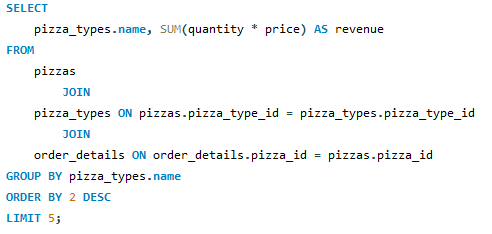 SELECT
    pizza_types.name, SUM(quantity * price) AS revenue
FROM
    pizzas
        JOIN
    pizza_types ON pizzas.pizza_type_id = pizza_types.pizza_type_id
        JOIN
    order_details ON order_details.pizza_id = pizzas.pizza_id
GROUP BY pizza_types.name
ORDER BY 2 DESC
LIMIT 5;